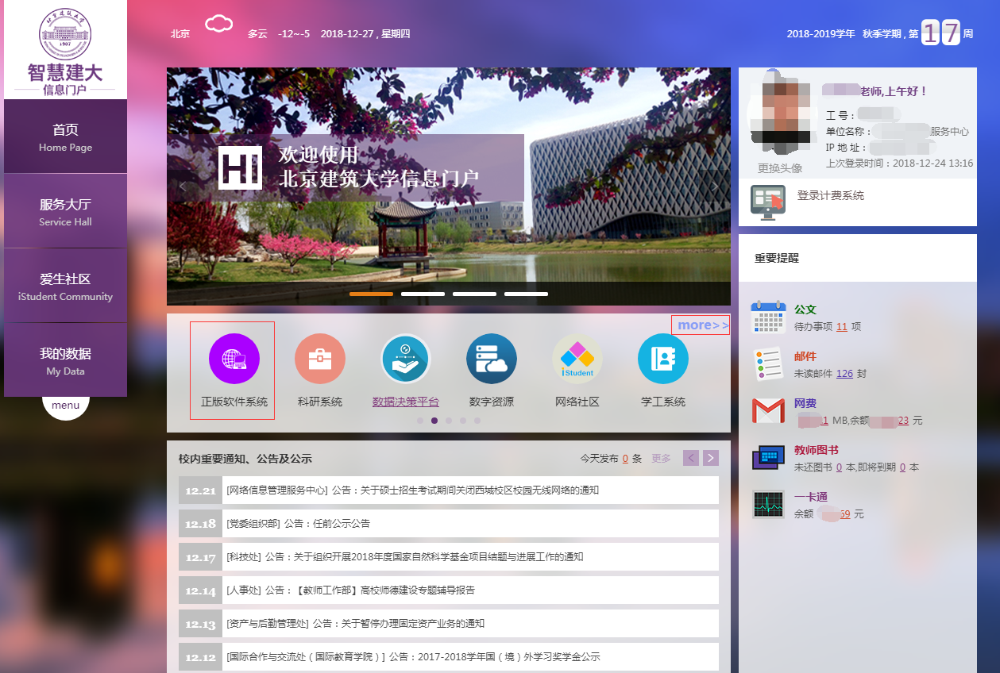 北京建筑大学
1907
智慧建大
信息门户
首页
Home Page
服务大厅
Service Hall
爱生社区
iStudent Community
我的数据
My Data
menu
北京 多云 -12~-5 2018-12-27 , 星期四
2018-2019学年 秋季学期 , 第 17 周
欢迎使用
北京建筑大学信息门户
< >
more>>
正版软件系统
科研系统
数据决策平台
数字资源
iStudent
网络社区
学工系统
校内重要通知、公告及公示 今天发布 0 条 更多 < >
12.21 [网络信息管理服务中心] 公告：关于硕士招生考试期间关闭西城校区校园无线网络的通知
12.18 [党委组织部] 公告：任前公示公告
12.17 [科技处] 公告：关于组织开展2018年度国家自然科学基金项目结题与进展工作的通知
12.14 [人事处] 公告：【教师工作部】高校师德建设专题辅导报告
12.13 [资产与后勤管理处] 公告：关于暂停办理固定资产业务的通知
12.12 [国际合作与交流处（国际教育学院）] 公告：2017-2018学年国（境）外学习奖学金公示
老师,上午好！
工 号：
单位名称： 服务中心
IP 地 址：
上次登录时间：2018-12-24 13:16
更换头像
登录计费系统
重要提醒
公文
待办事项 11 项
邮件
未读邮件 126 封
网费
1 MB,余额 23 元
教师图书
未还图书 0 本,即将到期 0 本
一卡通
余额 69 元